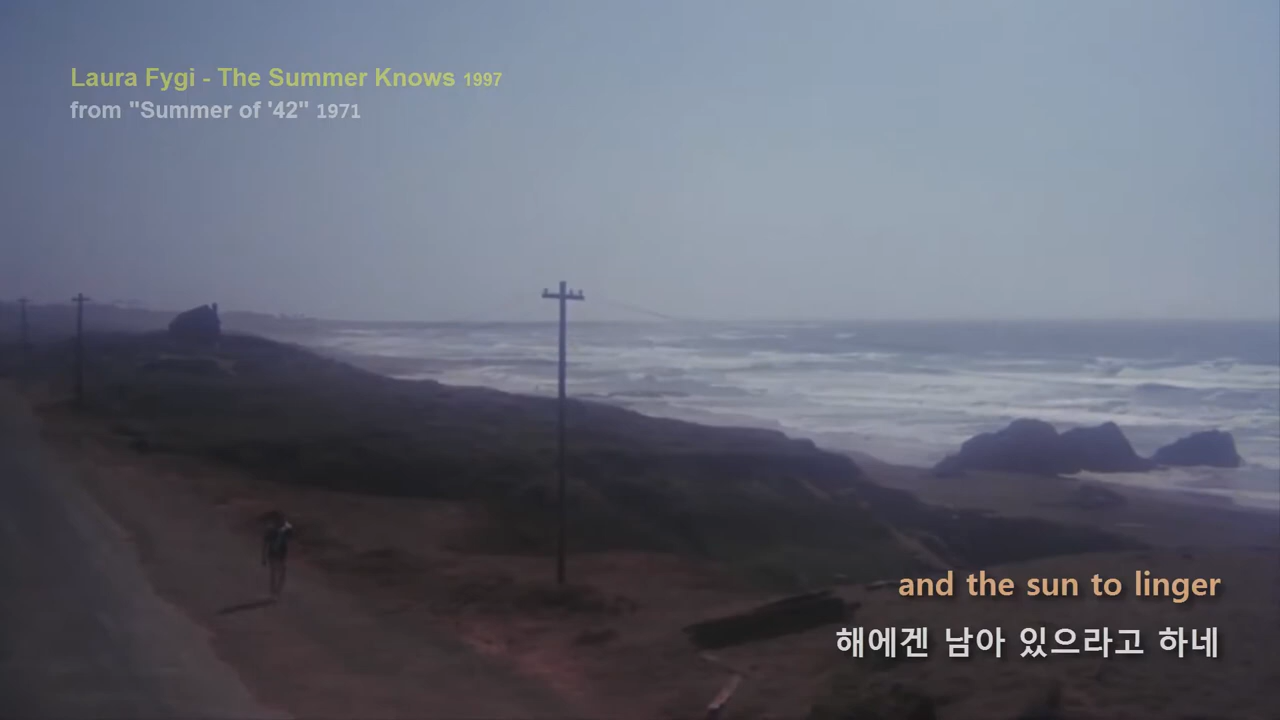 Laura Fygi - The Summer Knows 1997
from "Summer of '42" 1971
and the sun to linger
해에겐 남아 있으라고 하네